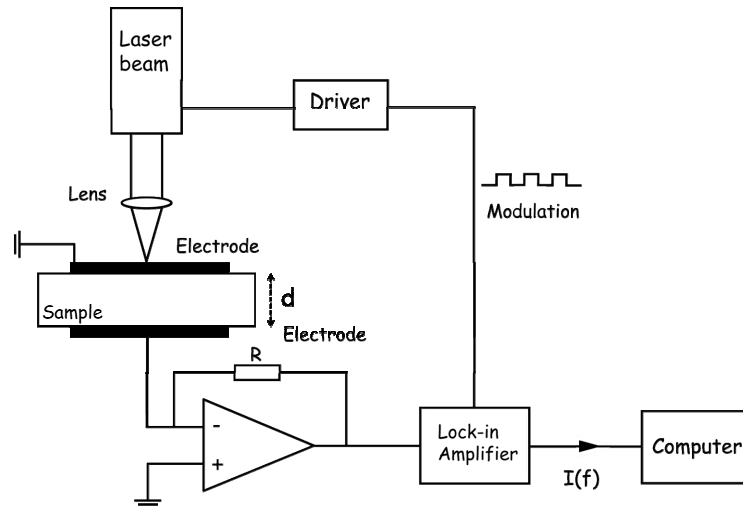 Laser
beam
Driver
Lens
Modulation
Electrode
d
Sample
Electrode
R
-
+
Lock-in
Amplifier
I(f)
Computer